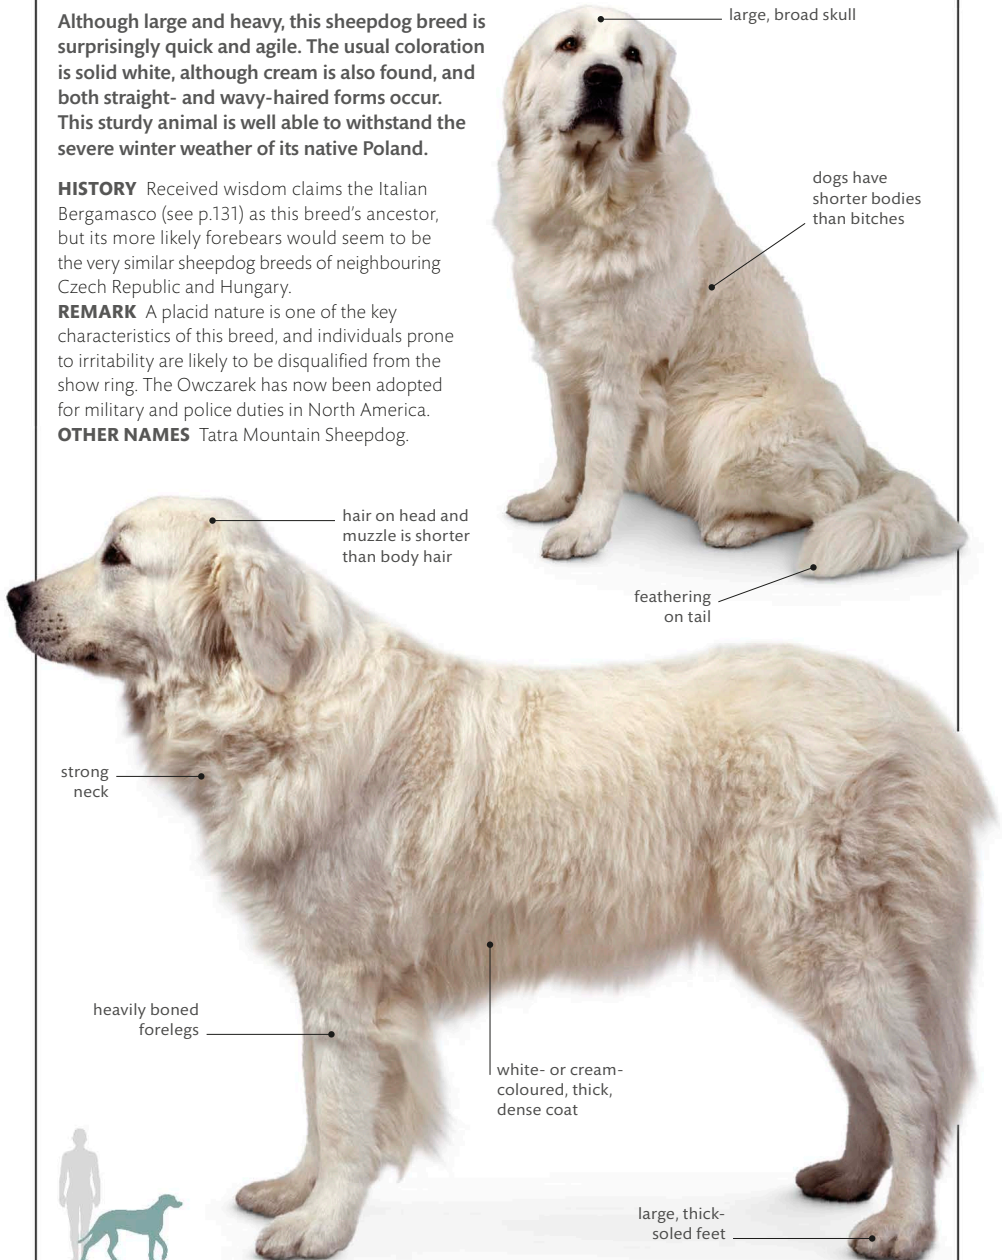 Although large and heavy, this sheepdog breed is
surprisingly quick and agile. The usual coloration
is solid white, although cream is also found, and
both straight- and wavy-haired forms occur.
This sturdy animal is well able to withstand the
severe winter weather of its native Poland.
HISTORY Received wisdom claims the Italian
Bergamasco (see p.131) as this breed's ancestor,
but its more likely forebears would seem to be
the very similar sheepdog breeds of neighbouring
Czech Republic and Hungary.
REMARK A placid nature is one of the key
characteristics of this breed, and individuals prone
to irritability are likely to be disqualified from the
show ring. The Owczarek has now been adopted
for military and police duties in North America.
OTHER NAMES Tatra Mountain Sheepdog.
large, broad skull
dogs have
shorter bodies
than bitches
hair on head and
muzzle is shorter
than body hair
feathering
on tail
strong
neck
heavily boned
forelegs
white- or cream-
coloured, thick,
dense coat
large, thick-
soled feet